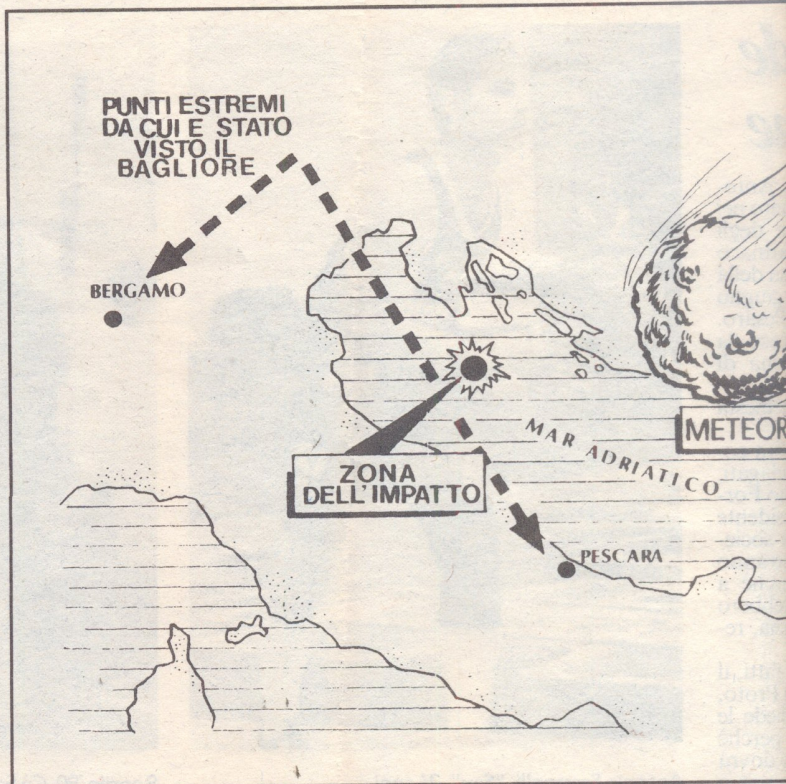 PUNTI ESTREMI
DA CUI E STATO
VISTO IL
BAGLIORE
BERGAMO
METEOR
MAR ADRIATICO
ZONA
DELL'IMPATTO
PESCARA